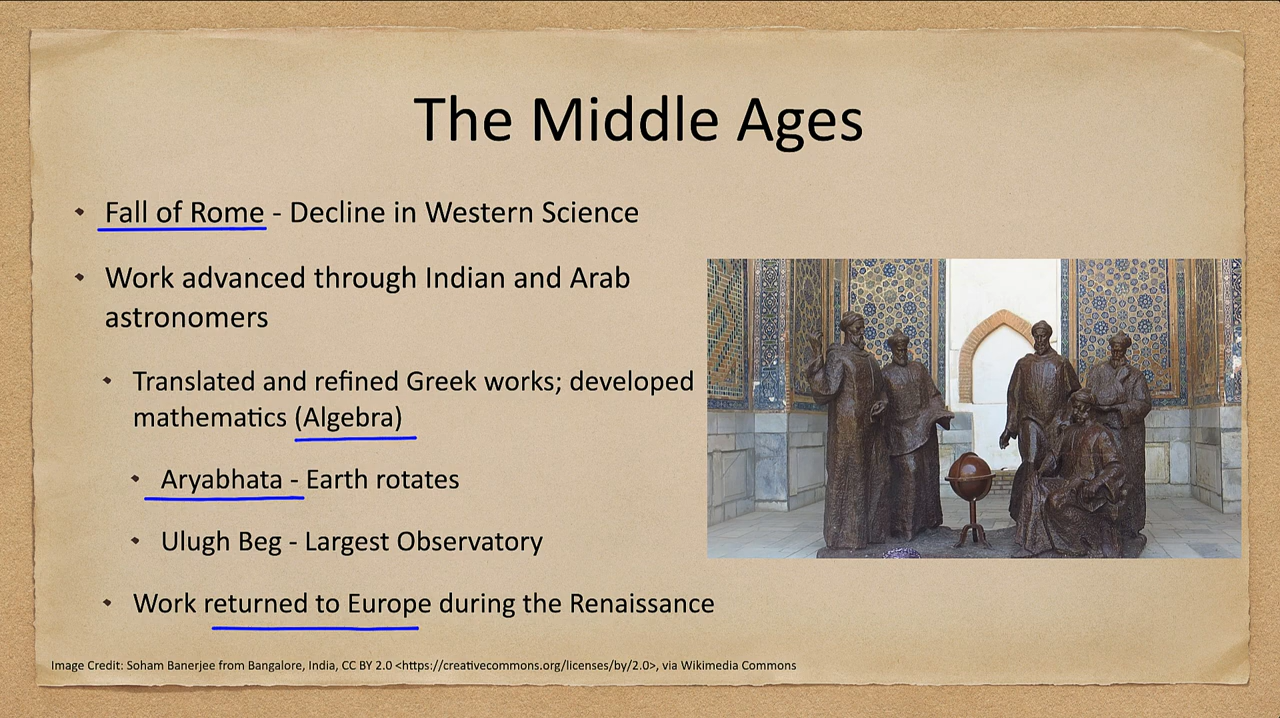 The Middle Ages
Fall of Rome - Decline in Western Science
Work advanced through Indian and Arab
astronomers
Translated and refined Greek works; developed
mathematics (Algebra)
Aryabhata - Earth rotates
Ulugh Beg - Largest Observatory
Work returned to Europe during the Renaissance
Image Credit: Soham Banerjee from Bangalore, India, CC BY 2.0 <https://creativecommons.org/licenses/by/2.0>, via Wikimedia Commons